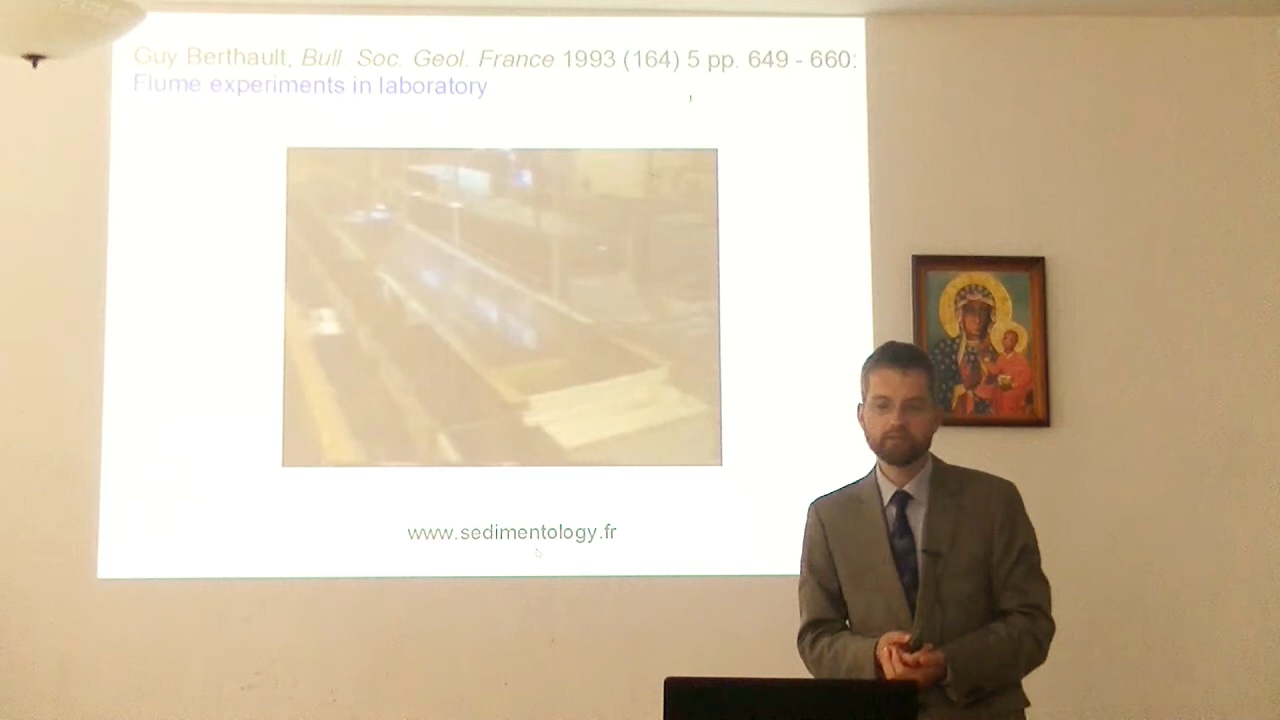 Guy Berthault, Bull. Soc. Geol. France 1993 (164) 5 pp. 649 - 660:
Flume experiments in laboratory
www.sedimentology.fr